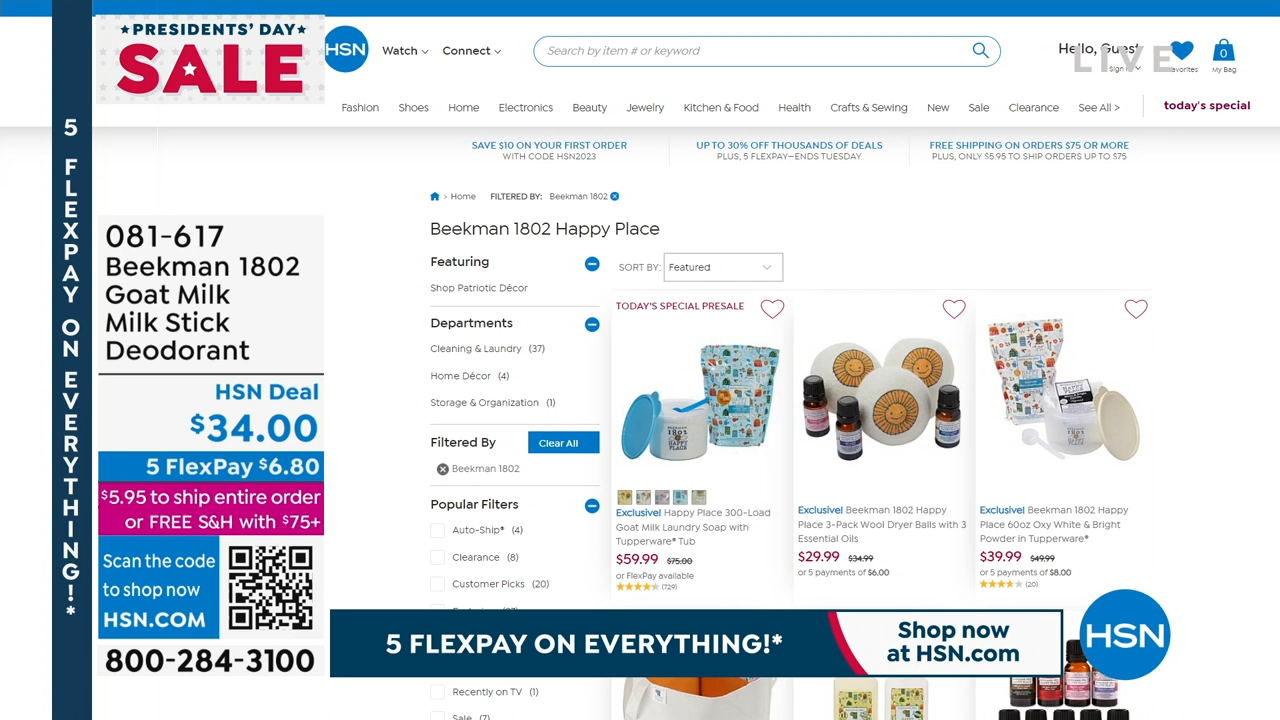 PRESIDENTS' DAY
SALE
5 FLEXPAY ON EVERYTHING!*
081-617
Beekman 1802
Goat Milk
Milk Stick
Deodorant
HSN Deal
$34.00
5 FlexPay $6.80
$5.95 to ship entire order
or FREE S&H with $75+
Scan the code
to shop now
HSN.COM
800-284-3100
HSN
Watch
Connect
Search by item # or keyword
Hello, Guest
Sign In
LIVE
Favorites
0
My Bag
Fashion
Shoes
Home
Electronics
Beauty
Jewelry
Kitchen & Food
Health
Crafts & Sewing
New
Sale
Clearance
See All >
today's special
SAVE $10 ON YOUR FIRST ORDER
WITH CODE HSN2023
UP TO 30% OFF THOUSANDS OF DEALS
PLUS, 5 FLEXPAY—ENDS TUESDAY
FREE SHIPPING ON ORDERS $75 OR MORE
PLUS, ONLY $5.95 TO SHIP ORDERS UP TO $75
> Home FILTERED BY: Beekman 1802
Beekman 1802 Happy Place
Featuring
Shop Patriotic Décor
Departments
Cleaning & Laundry (37)
Home Décor (4)
Storage & Organization (1)
Filtered By
Clear All
Beekman 1802
Popular Filters
Auto-Ship® (4)
Clearance (8)
Customer Picks (20)
Recently on TV (1)
Sale (7)
SORT BY: Featured
TODAY'S SPECIAL PRESALE
BEEKMAN
1802
HAPPY
PLACE
Exclusive! Happy Place 300-Load
Goat Milk Laundry Soap with
Tupperware® Tub
$59.99 $75.00
or FlexPay available
(729)
Exclusive! Beekman 1802 Happy
Place 3-Pack Wool Dryer Balls with 3
Essential Oils
$29.99 $34.99
or 5 payments of $6.00
Exclusive! Beekman 1802 Happy
Place 60oz Oxy White & Bright
Powder in Tupperware®
$39.99 $49.99
or 5 payments of $8.00
(20)
5 FLEXPAY ON EVERYTHING!*
Shop now
at HSN.com
HSN